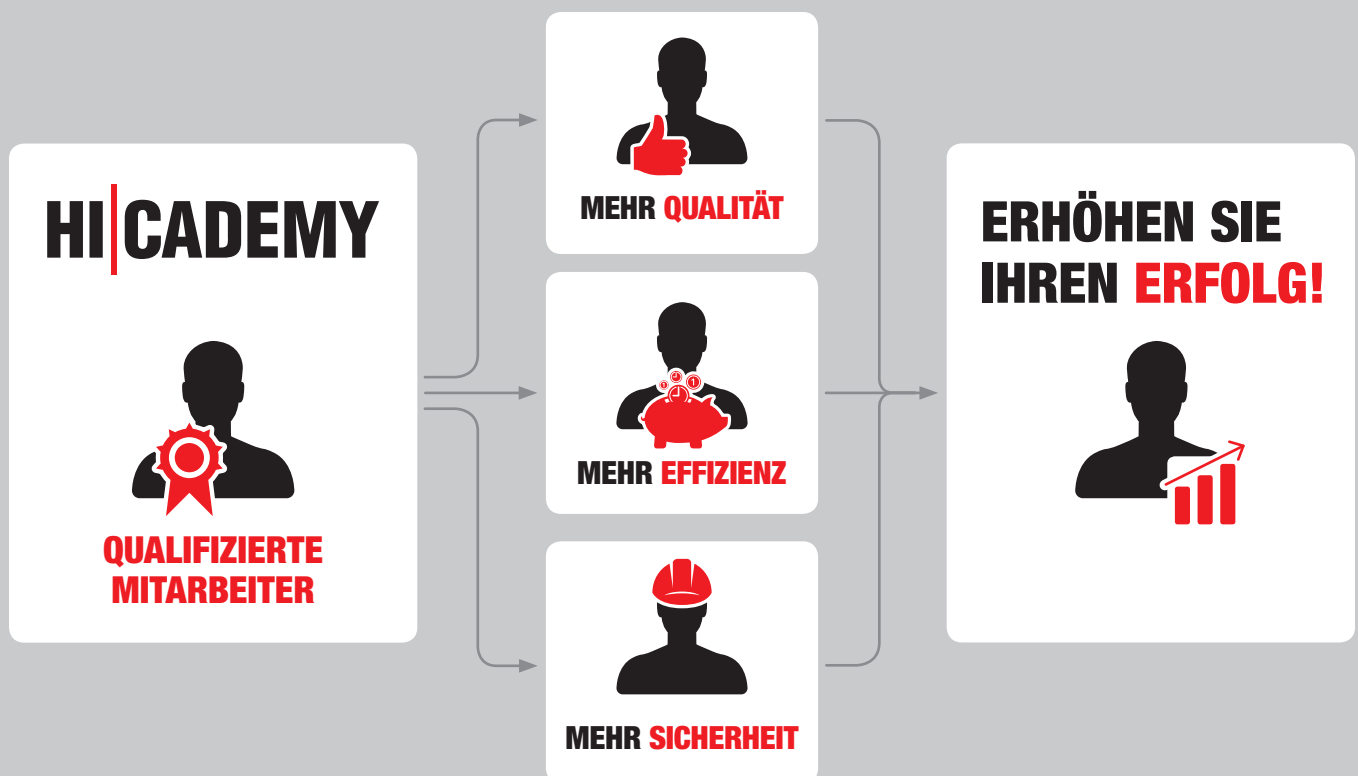 HI|CADEMY
QUALIFIZIERTE
MITARBEITER
MEHR QUALITÄT
MEHR EFFIZIENZ
MEHR SICHERHEIT
ERHÖHEN SIE
IHREN ERFOLG!